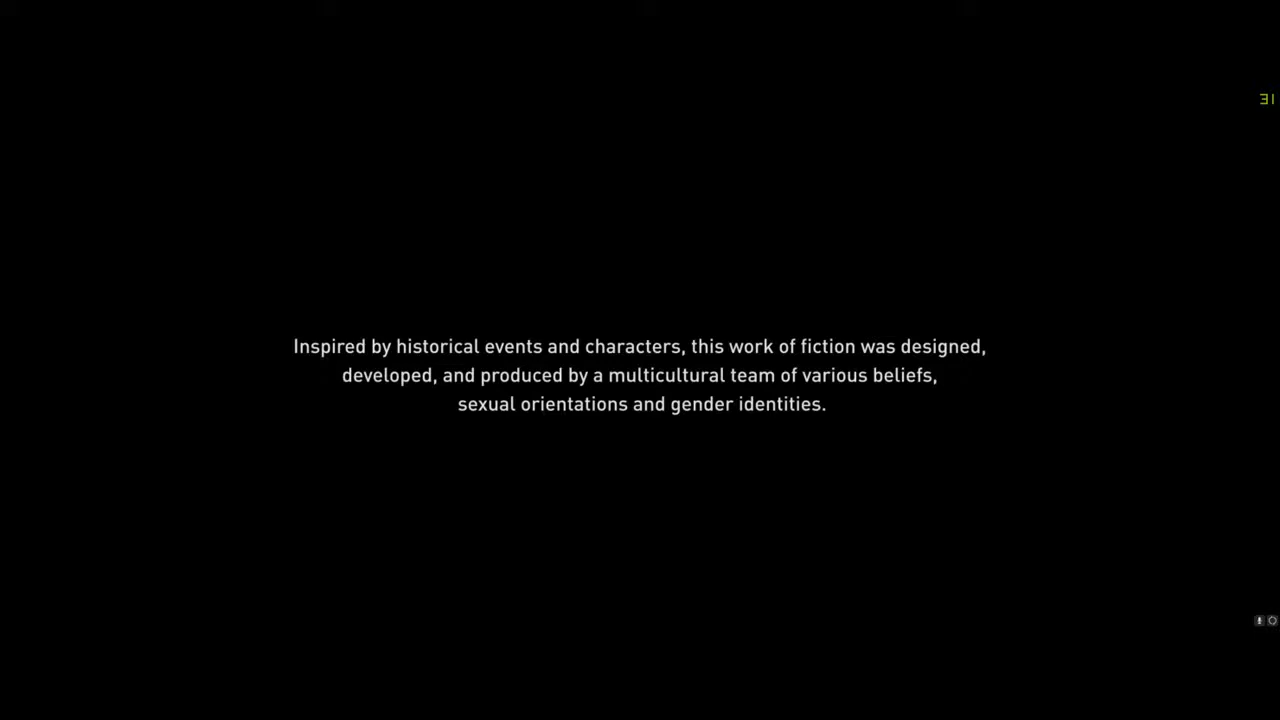 31
Inspired by historical events and characters, this work of fiction was designed,
developed, and produced by a multicultural team of various beliefs,
sexual orientations and gender identities.